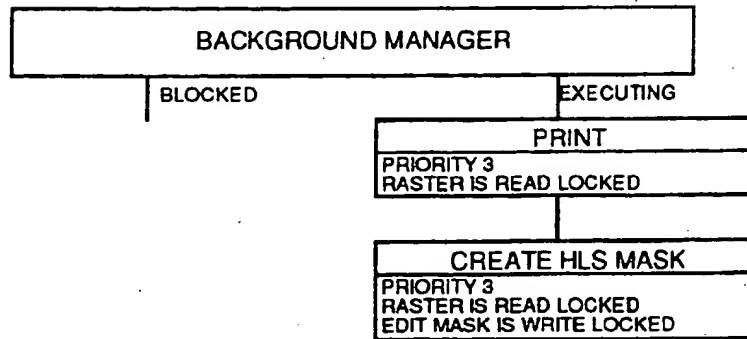 BACKGROUND MANAGER
BLOCKED
EXECUTING
PRINT
PRIORITY 3
RASTER IS READ LOCKED
CREATE HLS MASK
PRIORITY 3
RASTER IS READ LOCKED
EDIT MASK IS WRITE LOCKED